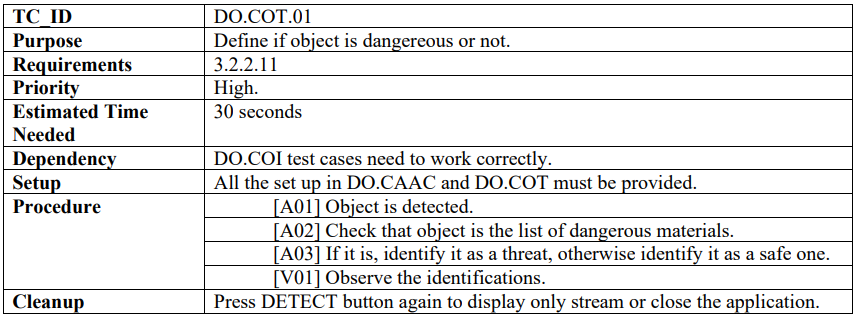 TC_ID DO.COT.01
Purpose Define if object is dangereous or not.
Requirements 3.2.2.11
Priority High.
Estimated Time 30 seconds
Needed
Dependency DO.COI test cases need to work correctly.
Setup All the set up in DO.CAAC and DO.COT must be provided.
Procedure [A01] Object is detected.
[A02] Check that object is the list of dangerous materials.
[A03] If it is, identify it as a threat, otherwise identify it as a safe one.
[V01] Observe the identifications.
Cleanup Press DETECT button again to display only stream or close the application.